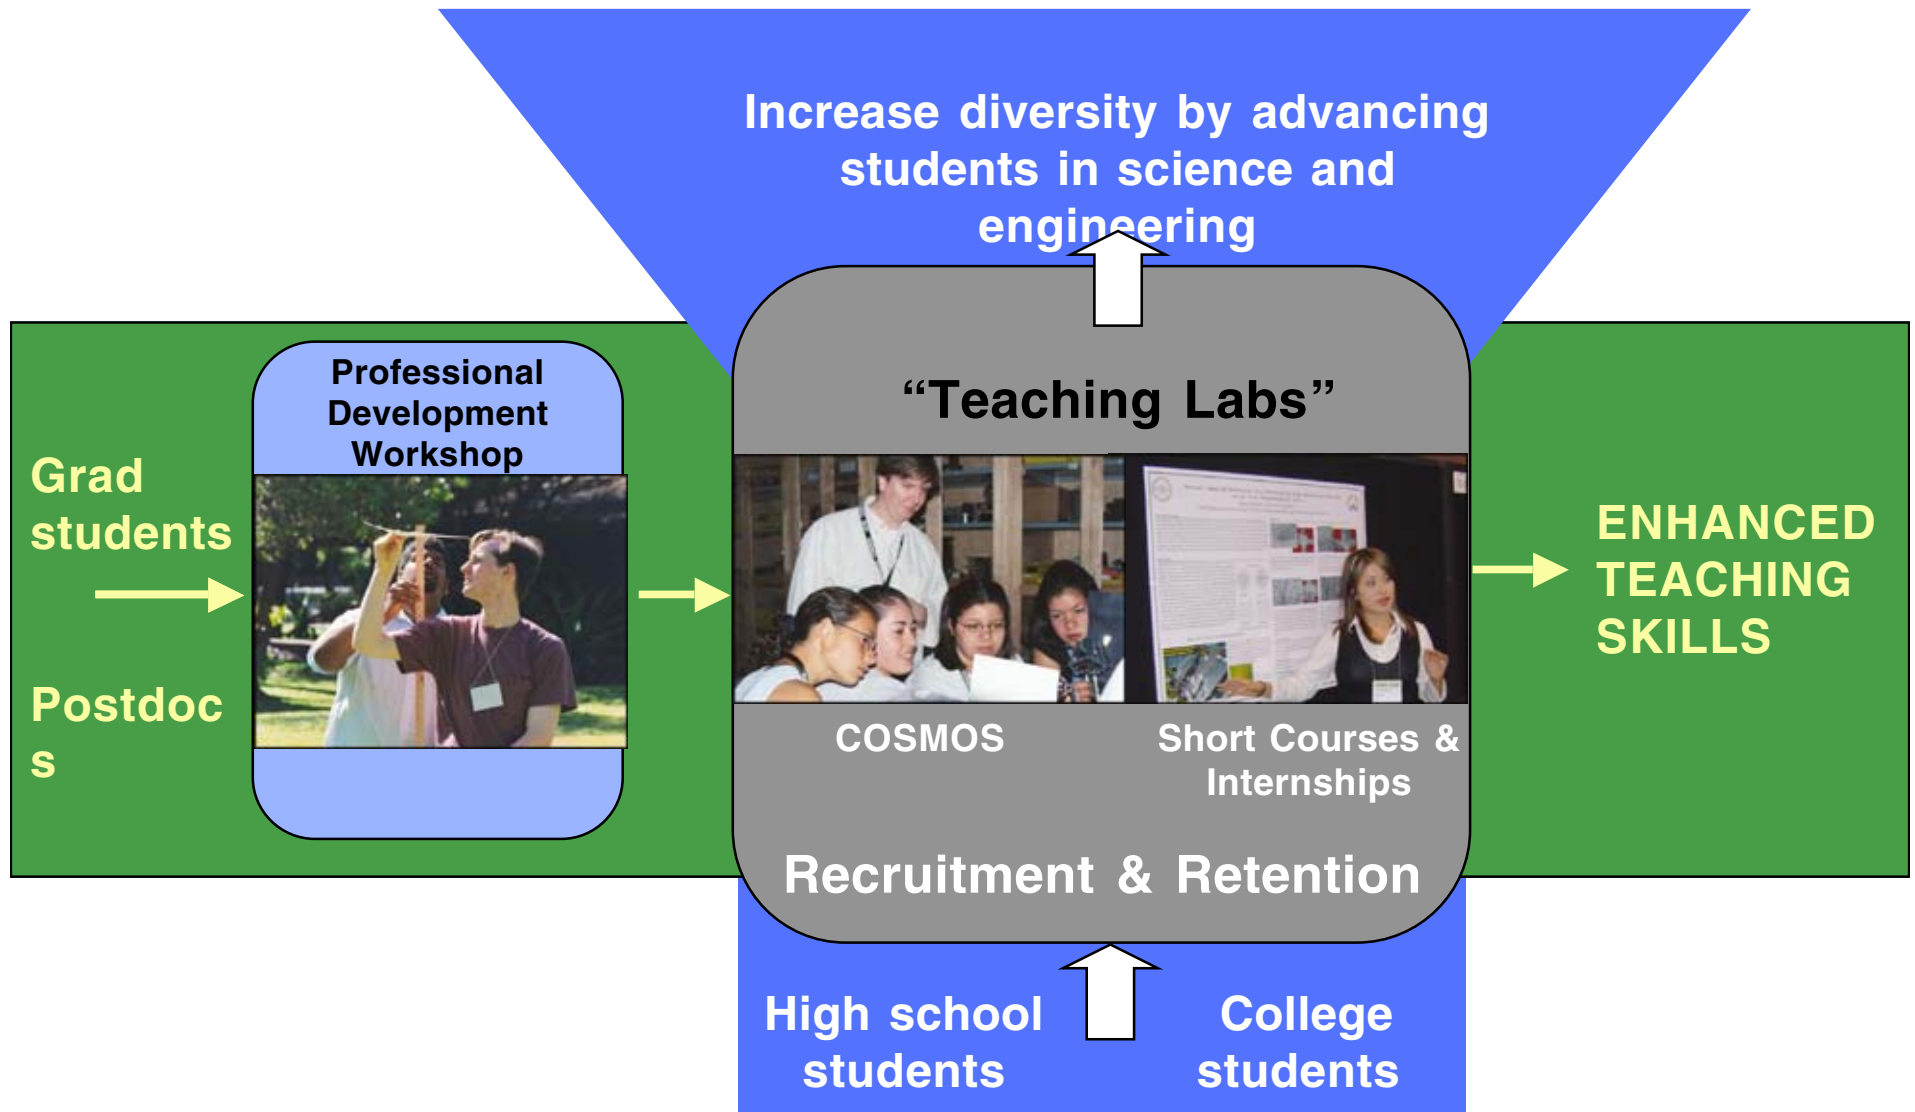 Increase diversity by advancing
students in science and
engineering
Professional
Development
Workshop
“Teaching Labs”
Grad
students
Postdoc
s
ENHANCED
TEACHING
SKILLS
COSMOS
Short Courses &
Internships
Recruitment & Retention
High school
students
College
students